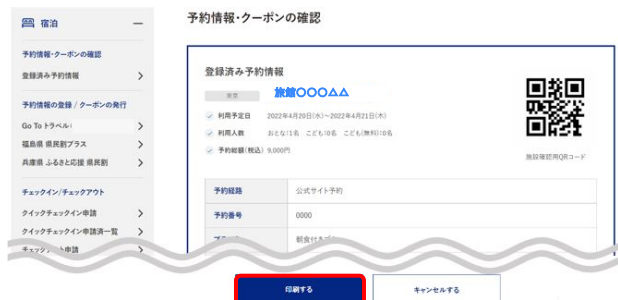 宿泊
予約情報・クーポンの確認
登録済み予約情報
予約情報の登録 / クーポンの発行
Go To トラベル
福島県 県民割プラス
兵庫県 ふるさと応援 県民割
チェックイン/チェックアウト
クイックチェックイン申請
クイックチェックイン申請済一覧
予約情報・クーポンの確認
登録済み予約情報
旅館〇〇〇△△
利用予定日 2022年4月20日(水)~2022年4月21日(木)
利用人数 おとな:1名 こども:0名 こども(無料):0名
予約総額(税込) 9,000円
施設確認用QRコード
予約経路 公式サイト予約
予約番号 0000
印刷する
キャンセルする